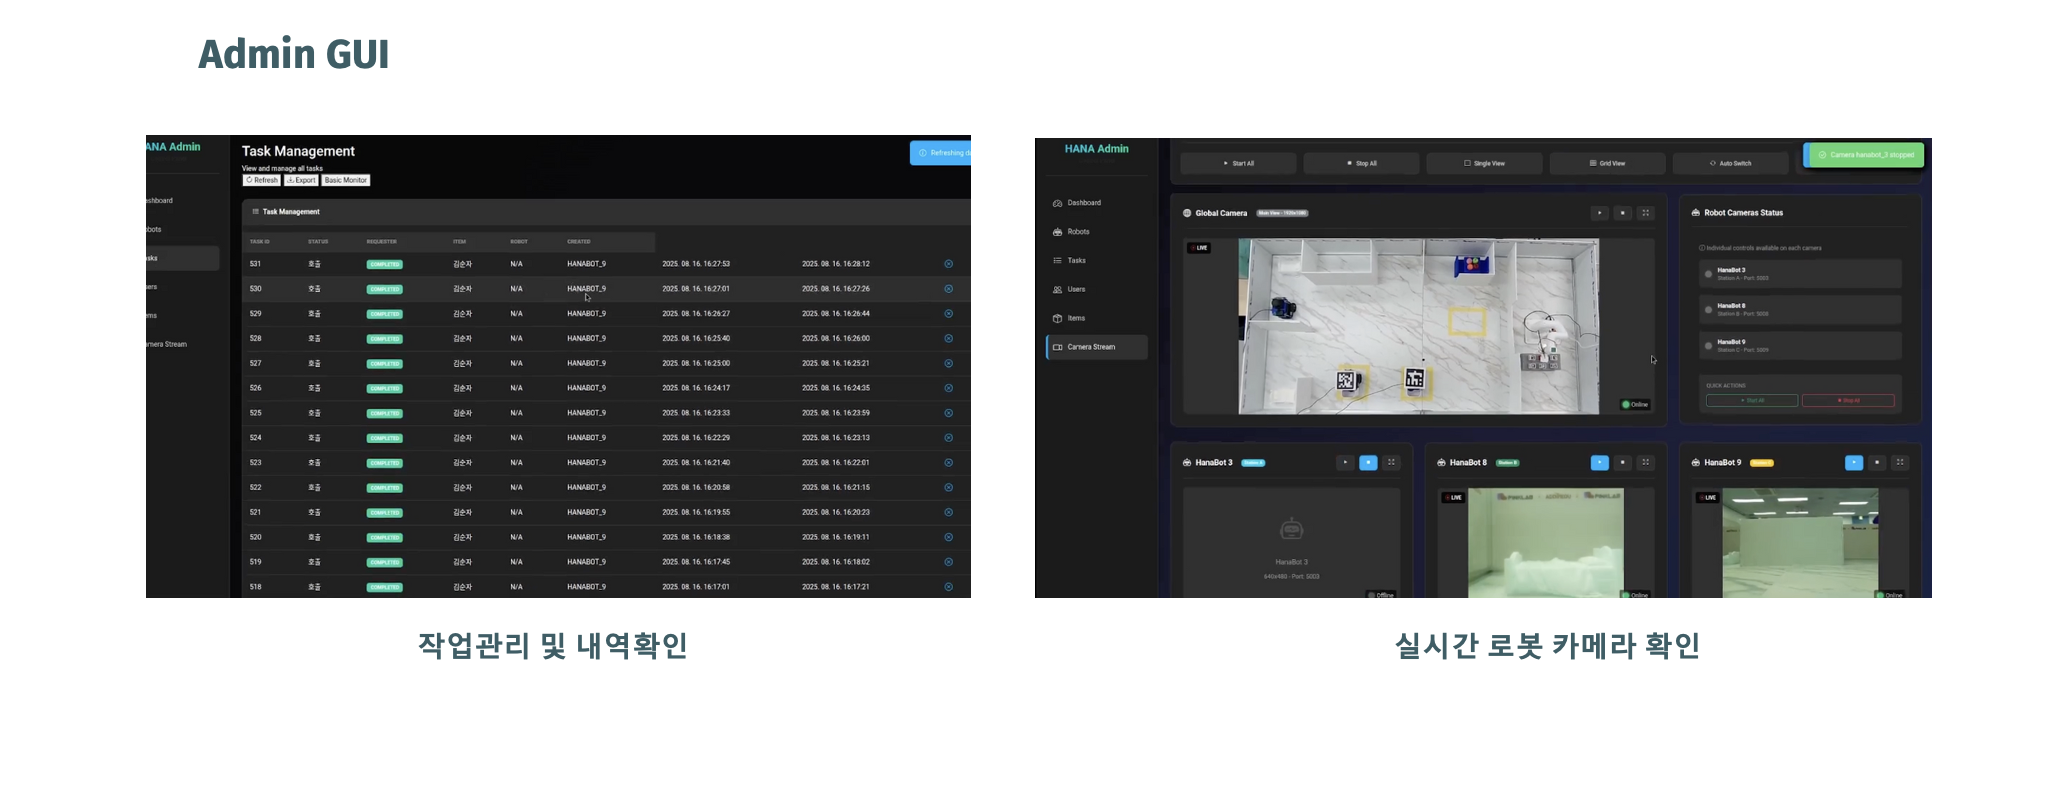 Admin GUI
ANA Admin
ashboard
bots
asks
ers
ems
amera Stream
Task Management
View and manage all tasks
Refresh Export Basic Monitor
Refreshing d
Task Management
TASK ID STATUS REQUESTER ITEM ROBOT CREATED
531 호출 COMPLETED 김순자 N/A HANABOT_9 2025. 08. 16. 16:27:53 2025. 08. 16. 16:28:12
530 호출 COMPLETED 김순자 N/A HANABOT_9 2025. 08. 16. 16:27:01 2025. 08. 16. 16:27:26
529 호출 COMPLETED 김순자 N/A HANABOT_9 2025. 08. 16. 16:26:27 2025. 08. 16. 16:26:44
528 호출 COMPLETED 김순자 N/A HANABOT_9 2025. 08. 16. 16:25:40 2025. 08. 16. 16:26:00
527 호출 COMPLETED 김순자 N/A HANABOT_9 2025. 08. 16. 16:25:00 2025. 08. 16. 16:25:21
526 호출 COMPLETED 김순자 N/A HANABOT_9 2025. 08. 16. 16:24:17 2025. 08. 16. 16:24:35
525 호출 COMPLETED 김순자 N/A HANABOT_9 2025. 08. 16. 16:23:33 2025. 08. 16. 16:23:59
524 호출 COMPLETED 김순자 N/A HANABOT_9 2025. 08. 16. 16:22:29 2025. 08. 16. 16:23:13
523 호출 COMPLETED 김순자 N/A HANABOT_9 2025. 08. 16. 16:21:40 2025. 08. 16. 16:22:01
522 호출 COMPLETED 김순자 N/A HANABOT_9 2025. 08. 16. 16:20:58 2025. 08. 16. 16:21:15
521 호출 COMPLETED 김순자 N/A HANABOT_9 2025. 08. 16. 16:19:55 2025. 08. 16. 16:20:23
520 호출 COMPLETED 김순자 N/A HANABOT_9 2025. 08. 16. 16:18:38 2025. 08. 16. 16:19:11
519 호출 COMPLETED 김순자 N/A HANABOT_9 2025. 08. 16. 16:17:45 2025. 08. 16. 16:18:02
518 호출 COMPLETED 김순자 N/A HANABOT_9 2025. 08. 16. 16:17:01 2025. 08. 16. 16:17:21
작업관리 및 내역확인
HANA Admin
Dashboard
Robots
Tasks
Users
Items
Camera Stream
Start All Stop All Single View Grid View Auto Switch
Camera hanabot_3 stopped
Global Camera Main View - 1920x1080
LIVE
Online
Robot Cameras Status
Individual controls available on each camera
HanaBot 3
Station A - Port: 5003
HanaBot 8
Station B - Port: 5008
HanaBot 9
Station C - Port: 5009
QUICK ACTIONS
Start All Stop All
HanaBot 3 Station A
HanaBot 3
640x480 - Port: 5003
Offline
HanaBot 8 Station B
LIVE
PINKLAB
Online
HanaBot 9
LIVE
Online
실시간 로봇 카메라 확인